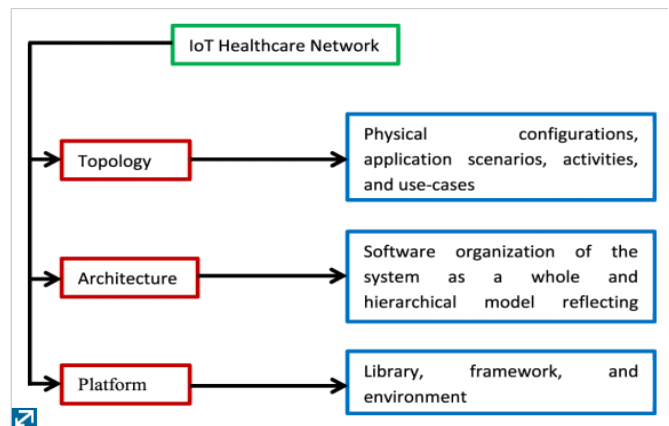 IoT Healthcare Network
Topology
Physical configurations,
application scenarios, activities,
and use-cases
Architecture
Software organization of the
system as a whole and
hierarchical model reflecting
Platform
Library, framework, and
environment